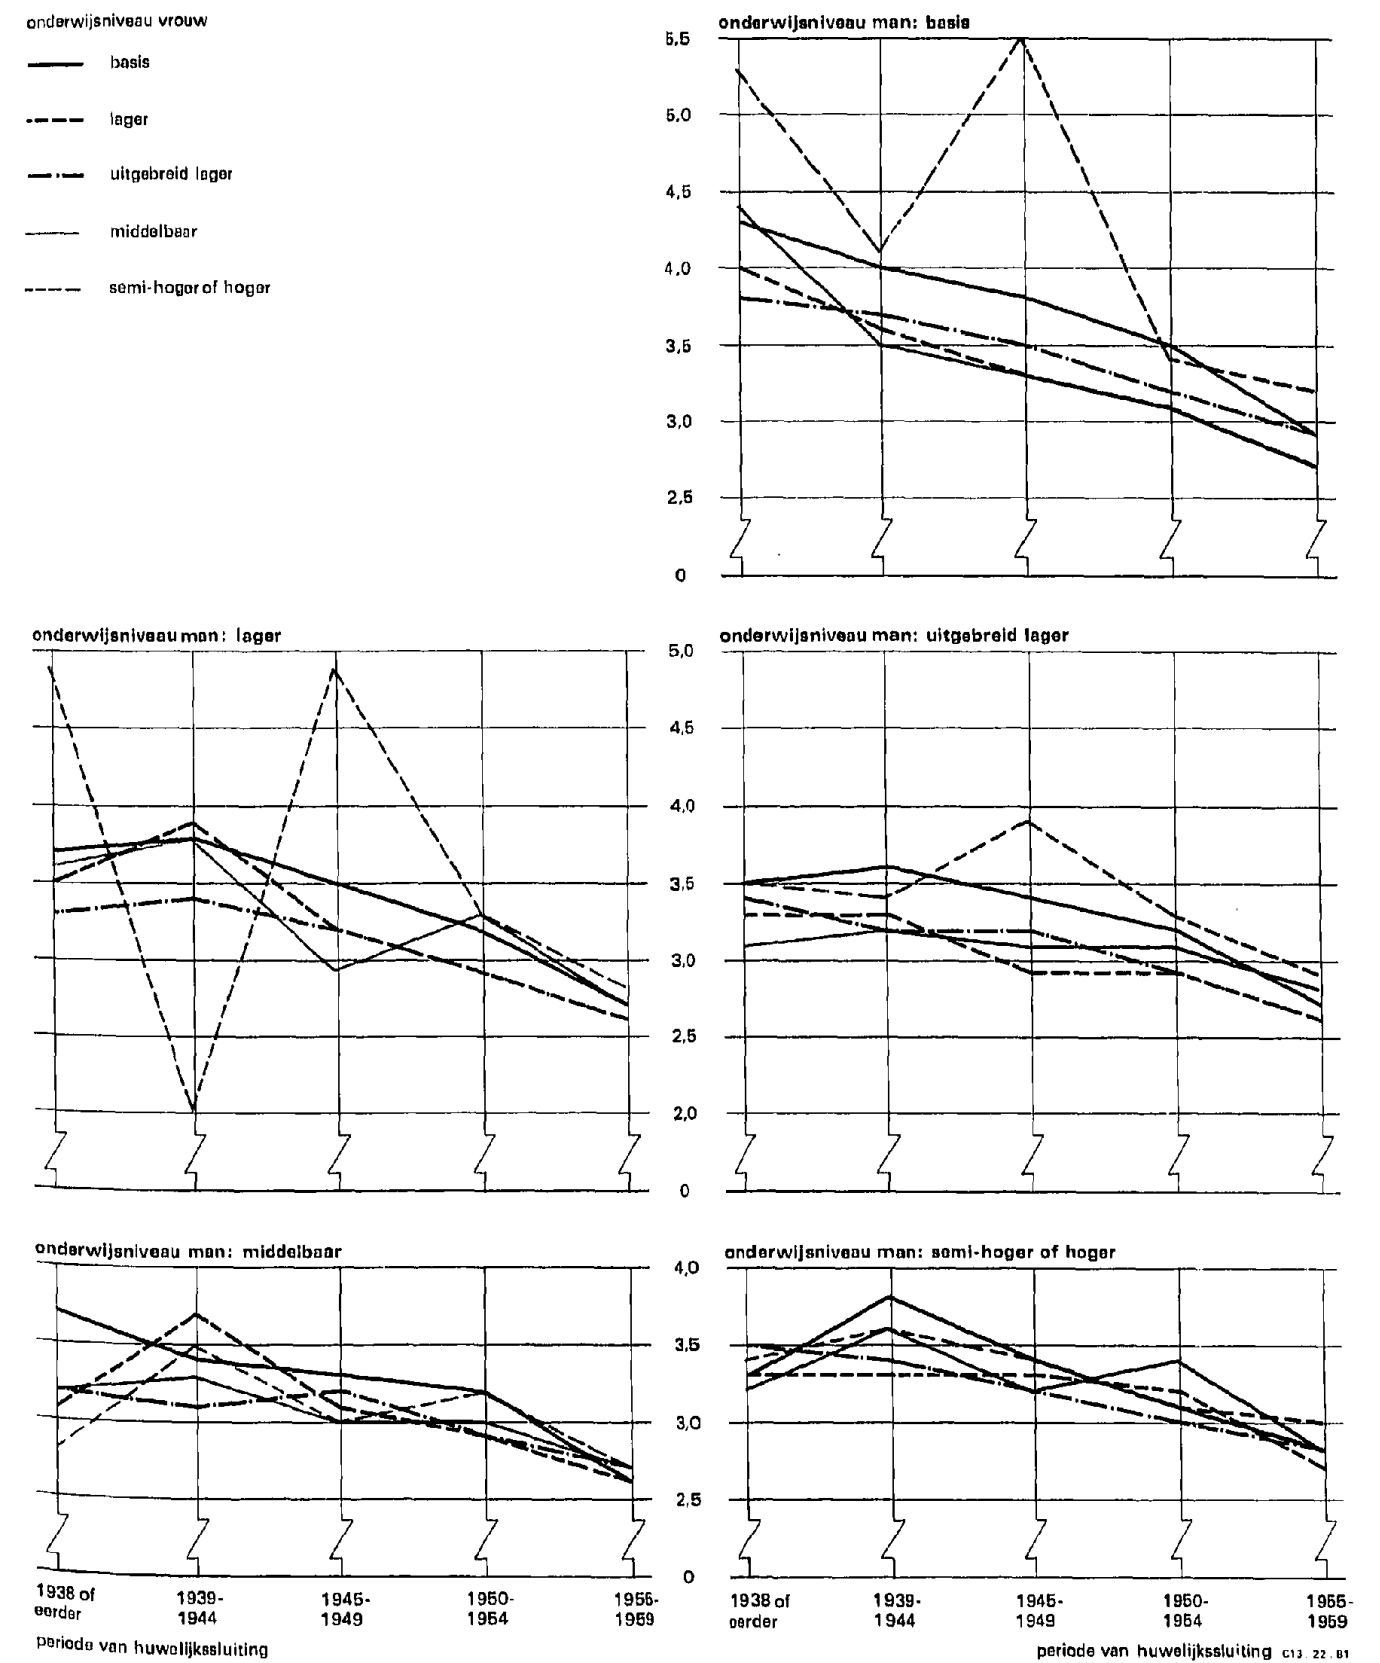 onderwijsniveau vrouw
basis
lager
uitgebreid lager
middelbaar
semi-hoger of hoger
onderwijsniveau man: basis
5,5
5,0
4,5
4,0
3,5
3,0
2,5
0
onderwijsniveau man: lager
onderwijsniveau man: uitgebreid lager
5,0
4,5
4,0
3,5
3,0
2,5
2,0
0
onderwijsniveau man: middelbaar
onderwijsniveau man: semi-hoger of hoger
4,0
3,5
3,0
2,5
0
1938 of eerder
1939-1944
1945-1949
1950-1954
1955-1959
periode van huwelijkssluiting
1938 of eerder
1939-1944
1945-1949
1950-1954
1955-1959
periode van huwelijkssluiting C13.22.81